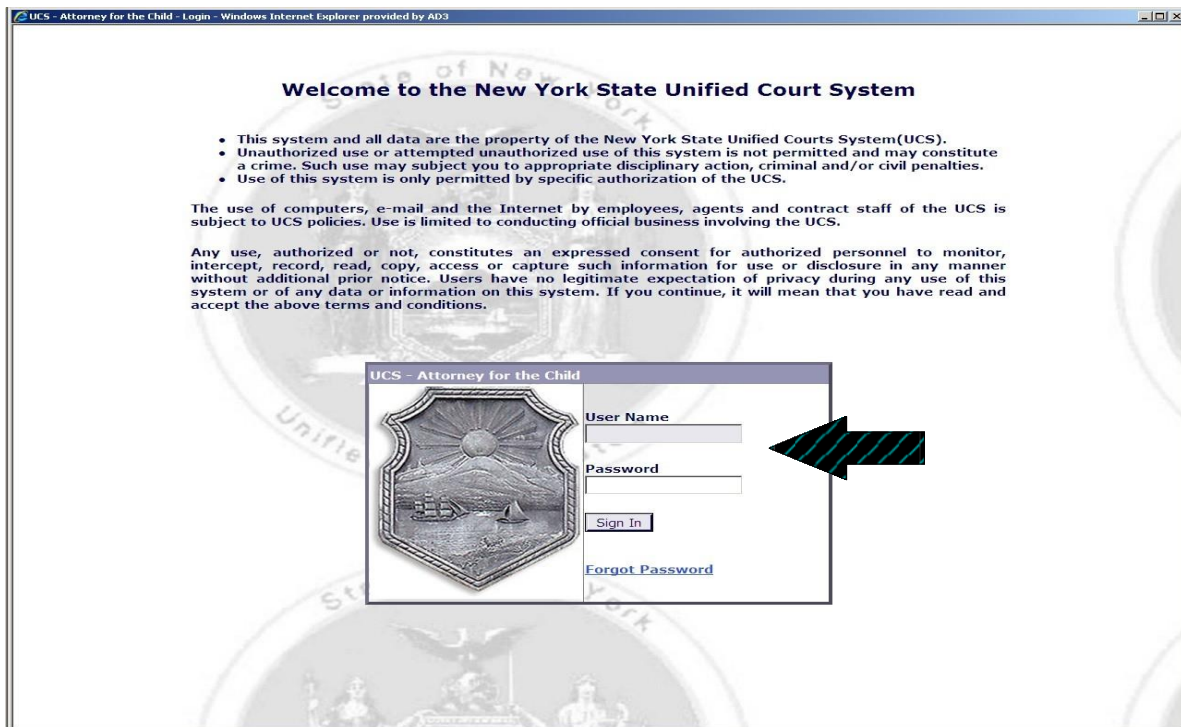 UCS - Attorney for the Child - Login - Windows Internet Explorer provided by AD3
State of New York
Welcome to the New York State Unified Court System
• This system and all data are the property of the New York State Unified Courts System(UCS).
• Unauthorized use or attempted unauthorized use of this system is not permitted and may constitute
a crime. Such use may subject you to appropriate disciplinary action, criminal and/or civil penalties.
• Use of this system is only permitted by specific authorization of the UCS.
The use of computers, e-mail and the Internet by employees, agents and contract staff of the UCS is
subject to UCS policies. Use is limited to conducting official business involving the UCS.
Any use, authorized or not, constitutes an expressed consent for authorized personnel to monitor,
intercept, record, read, copy, access or capture such information for use or disclosure in any manner
without additional prior notice. Users have no legitimate expectation of privacy during any use of this
system or of any data or information on this system. If you continue, it will mean that you have read and
accept the above terms and conditions.
UCS - Attorney for the Child
User Name
Password
Sign In
Forgot Password